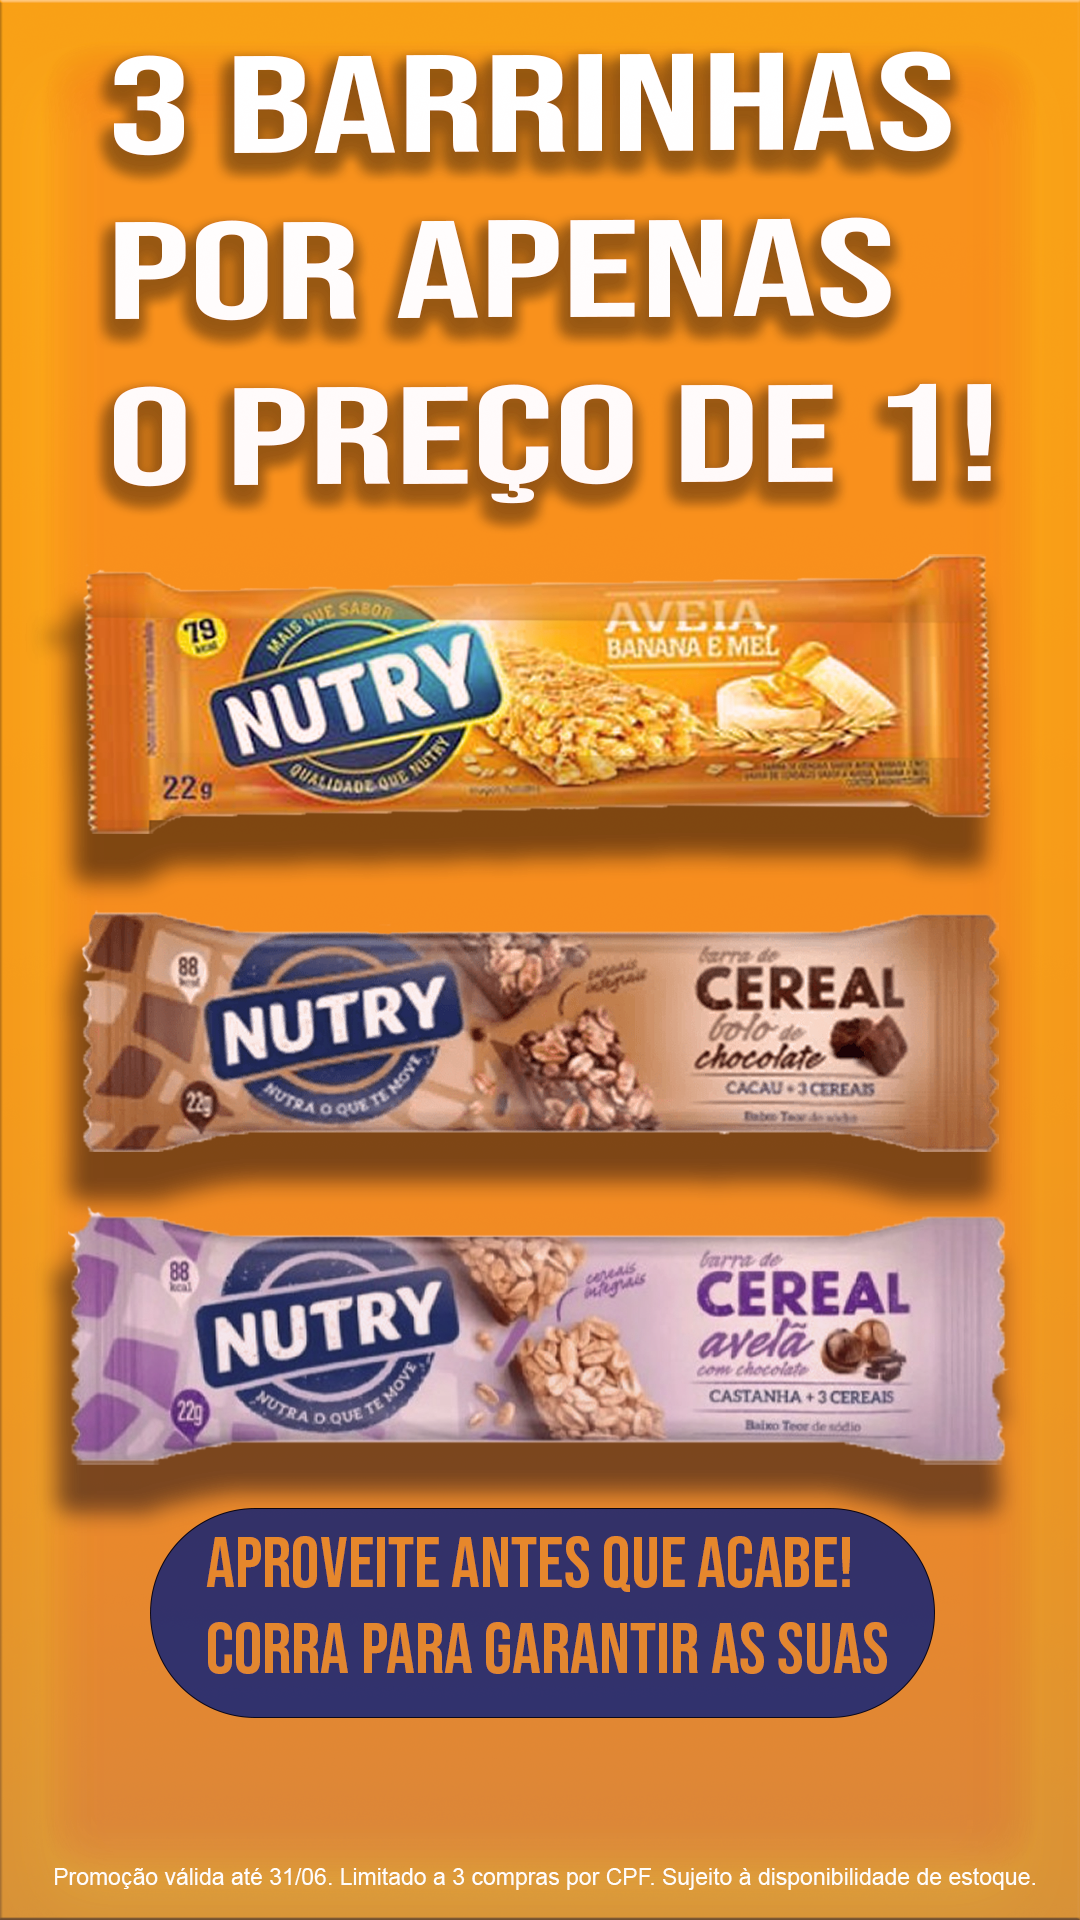 3 BARRINHAS
POR APENAS
O PREÇO DE 1!
79
kcal
MAIS QUE SABOR
NUTRY
QUALIDADE QUE NUTRY
22g
AVEIA,
BANANA E MEL
88
kcal
NUTRY
NUTRA O QUE TE MOVE
22g
cereais
integrais
barra de
CEREAL
bolo de
chocolate
CACAU + 3 CEREAIS
Baixo Teor de sódio
88
kcal
NUTRY
NUTRA O QUE TE MOVE
22g
cereais
integrais
barra de
CEREAL
avelã
com chocolate
CASTANHA + 3 CEREAIS
Baixo Teor de sódio
APROVEITE ANTES QUE ACABE!
CORRA PARA GARANTIR AS SUAS
Promoção válida até 31/06. Limitado a 3 compras por CPF. Sujeito à disponibilidade de estoque.